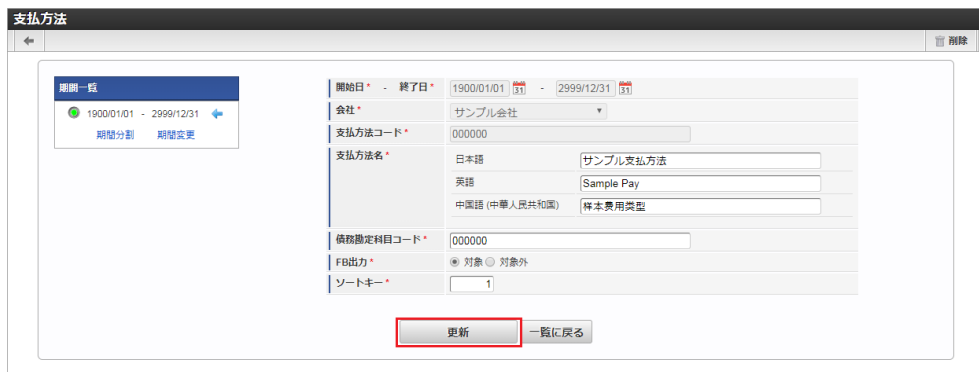 支払方法
削除
期間一覧
1900/01/01 - 2999/12/31
期間分割 期間変更
開始日* - 終了日* 1900/01/01 31 - 2999/12/31 31
会社* サンプル会社
支払方法コード* 000000
支払方法名* 日本語 サンプル支払方法
英語 Sample Pay
中国語 (中華人民共和国) 样本费用类型
債務勘定科目コード* 000000
FB出力* 対象 対象外
ソートキー* 1
更新 一覧に戻る